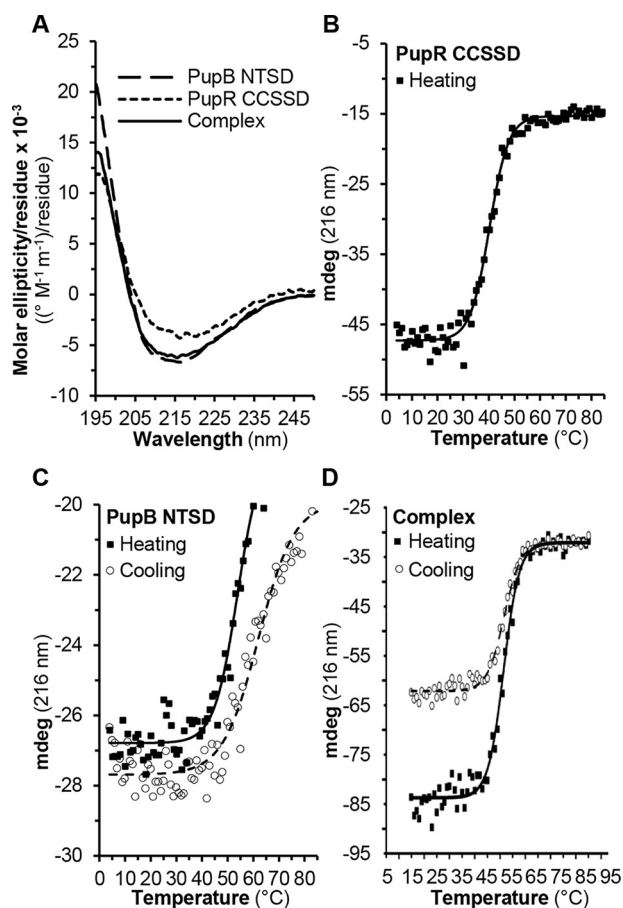 A
25
20
15
10
5
0
-5
-10
195 205 215 225 235 245
Molar ellipticity/residue x 10-3
((° M-1 m-1)/residue)
Wavelength (nm)
PupB NTSD
PupR CCSSD
Complex
B
-5
-15
-25
-35
-45
-55
0 10 20 30 40 50 60 70 80
mdeg (216 nm)
Temperature (°C)
PupR CCSSD
Heating
C
-20
-22
-24
-26
-28
-30
0 10 20 30 40 50 60 70 80
mdeg (216 nm)
Temperature (°C)
PupB NTSD
Heating
Cooling
D
-25
-35
-45
-55
-65
-75
-85
-95
5 15 25 35 45 55 65 75 85 95
mdeg (216 nm)
Temperature (°C)
Complex
Heating
Cooling